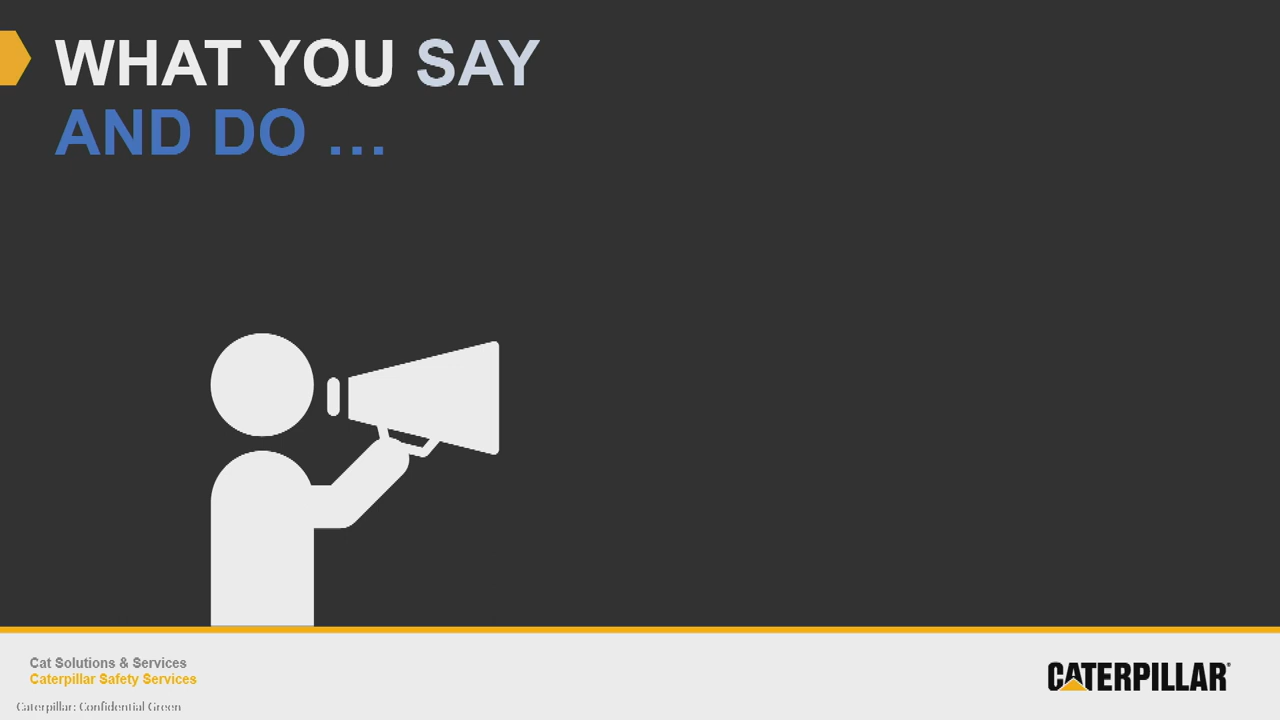 WHAT YOU SAY
AND DO ...
Cat Solutions & Services
Caterpillar Safety Services
Caterpillar: Confidential Green
CATERPILLAR®